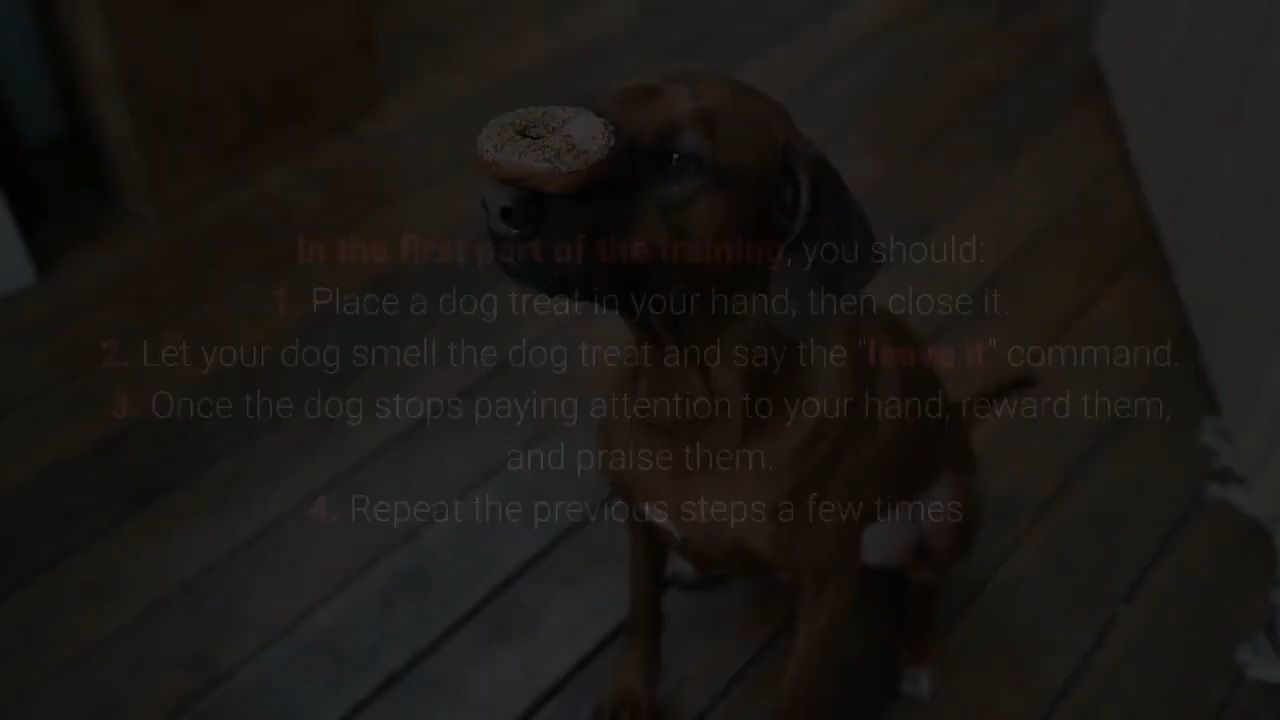 In the first part of the training, you should:
1. Place a dog treat in your hand, then close it.
2. Let your dog smell the dog treat and say the "leave it" command.
3. Once the dog stops paying attention to your hand, reward them,
and praise them.
4. Repeat the previous steps a few times.